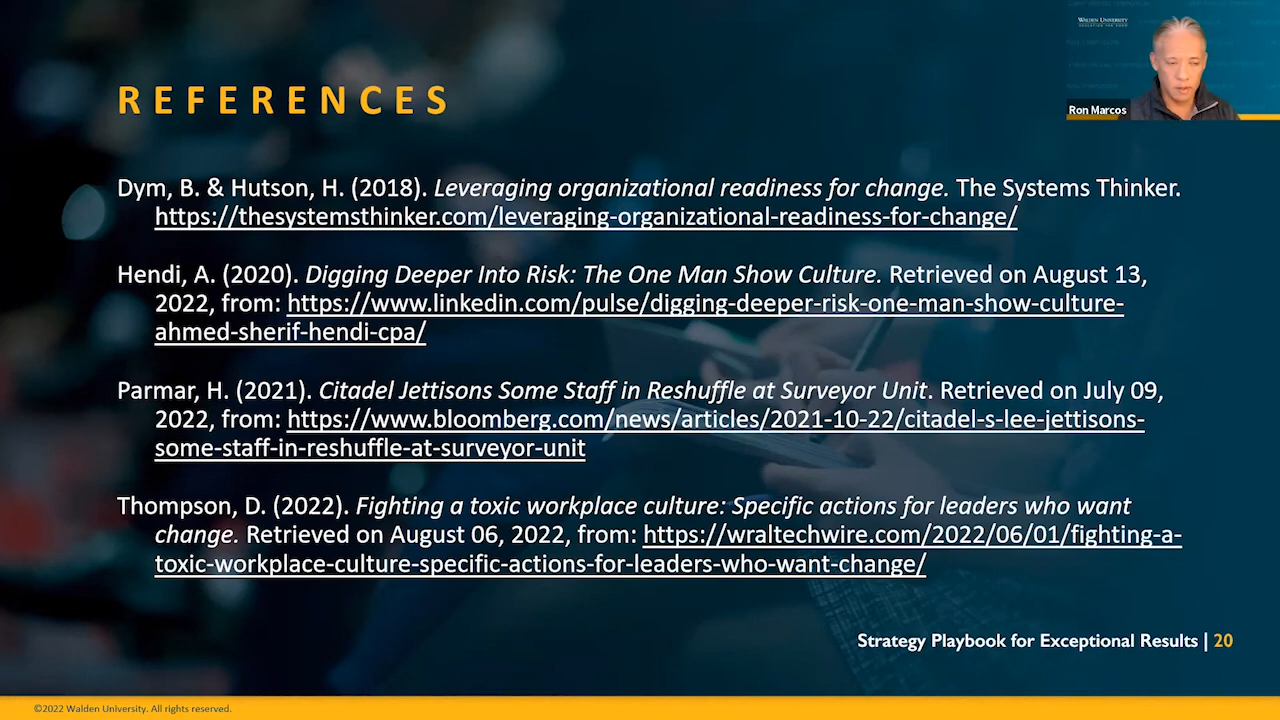 WALDEN UNIVERSITY
Ron Marcos
REFERENCES
Dym, B. & Hutson, H. (2018). Leveraging organizational readiness for change. The Systems Thinker.
https://thesystemsthinker.com/leveraging-organizational-readiness-for-change/
Hendi, A. (2020). Digging Deeper Into Risk: The One Man Show Culture. Retrieved on August 13,
2022, from: https://www.linkedin.com/pulse/digging-deeper-risk-one-man-show-culture-
ahmed-sherif-hendi-cpa/
Parmar, H. (2021). Citadel Jettisons Some Staff in Reshuffle at Surveyor Unit. Retrieved on July 09,
2022, from: https://www.bloomberg.com/news/articles/2021-10-22/citadel-s-lee-jettisons-
some-staff-in-reshuffle-at-surveyor-unit
Thompson, D. (2022). Fighting a toxic workplace culture: Specific actions for leaders who want
change. Retrieved on August 06, 2022, from: https://wraltechwire.com/2022/06/01/fighting-a-
toxic-workplace-culture-specific-actions-for-leaders-who-want-change/
Strategy Playbook for Exceptional Results | 20
©2022 Walden University. All rights reserved.